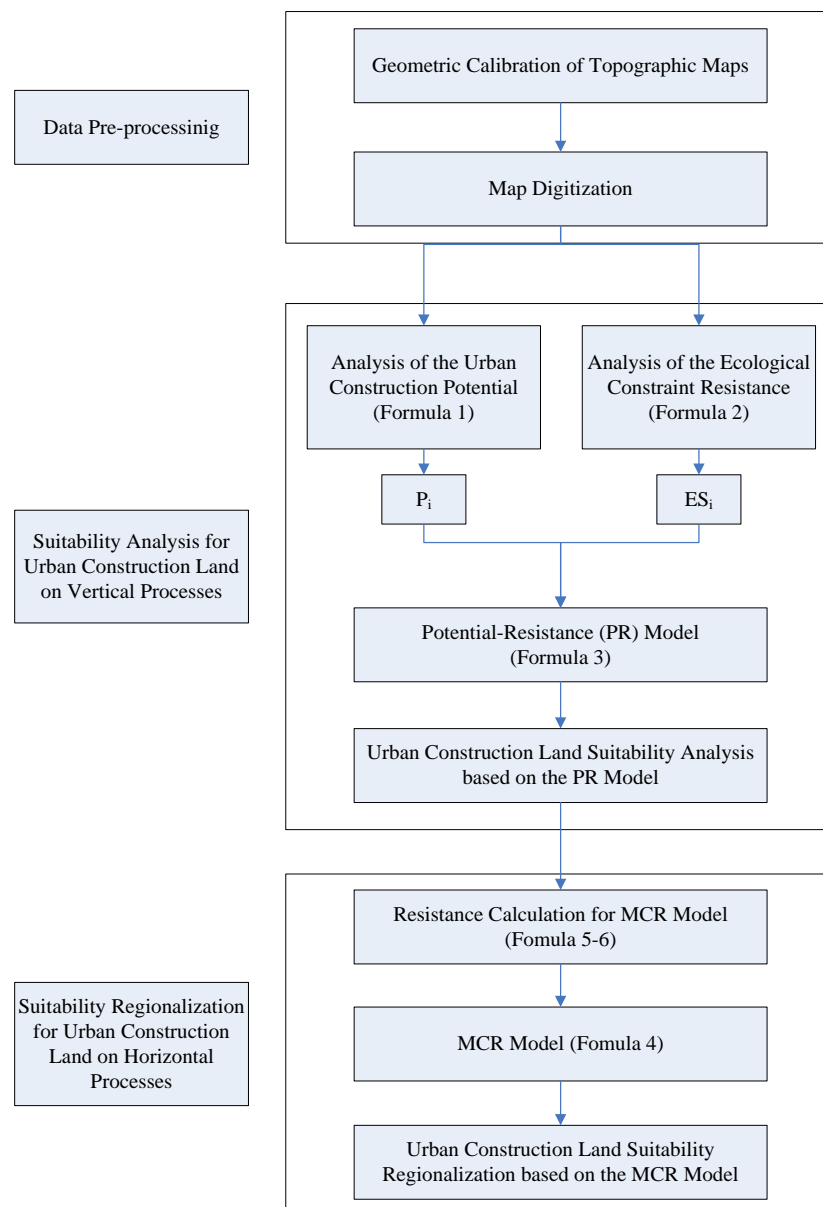 Geometric Calibration of Topographic Maps
Data Pre-processinig
Map Digitization
Analysis of the Urban
Construction Potential
(Formula 1)
Analysis of the Ecological
Constraint Resistance
(Formula 2)
Pi
ESi
Suitability Analysis for
Urban Construction Land
on Vertical Processes
Potential-Resistance (PR) Model
(Formula 3)
Urban Construction Land Suitability Analysis
based on the PR Model
Resistance Calculation for MCR Model
(Fomula 5-6)
Suitability Regionalization
for Urban Construction
Land on Horizontal
Processes
MCR Model (Fomula 4)
Urban Construction Land Suitability
Regionalization based on the MCR Model